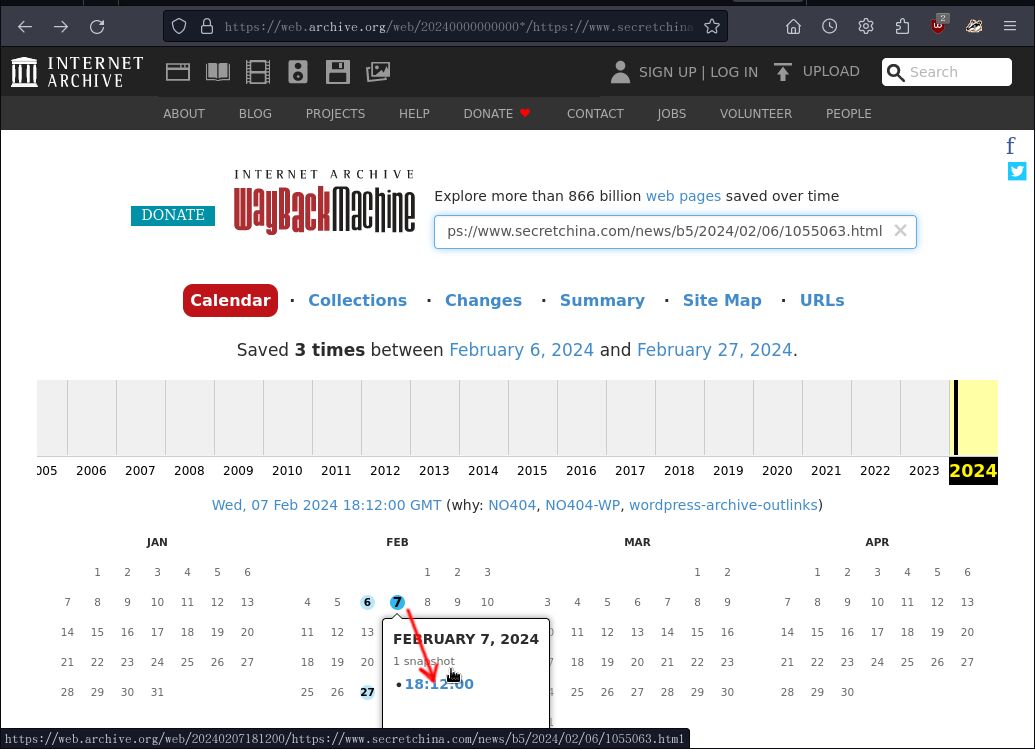 https://web.archive.org/web/20240000000000*/https://www.secretchina
2
INTERNET ARCHIVE
SIGN UP | LOG IN
UPLOAD
Search
ABOUT BLOG PROJECTS HELP DONATE CONTACT JOBS VOLUNTEER PEOPLE
f
INTERNET ARCHIVE
WayBackMachine
DONATE
Explore more than 866 billion web pages saved over time
ps://www.secretchina.com/news/b5/2024/02/06/1055063.html
Calendar · Collections · Changes · Summary · Site Map · URLs
Saved 3 times between February 6, 2024 and February 27, 2024.
005 2006 2007 2008 2009 2010 2011 2012 2013 2014 2015 2016 2017 2018 2019 2020 2021 2022 2023 2024
Wed, 07 Feb 2024 18:12:00 GMT (why: NO404, NO404-WP, wordpress-archive-outlinks)
JAN
1 2 3 4 5 6
7 8 9 10 11 12 13
14 15 16 17 18 19 20
21 22 23 24 25 26 27
28 29 30 31
FEB
1 2 3
4 5 6 7 8 9 10
11 12 13
18 19 20
25 26 27
FEBRUARY 7, 2024
1 snapshot
• 18:12:00
MAR
1 2
3 4 5 6 7 8 9
11 12 13 14 15 16
18 19 20 21 22 23
25 26 27 28 29 30
APR
1 2 3 4 5 6
7 8 9 10 11 12 13
14 15 16 17 18 19 20
21 22 23 24 25 26 27
28 29 30
https://web.archive.org/web/20240207181200/https://www.secretchina.com/news/b5/2024/02/06/1055063.html